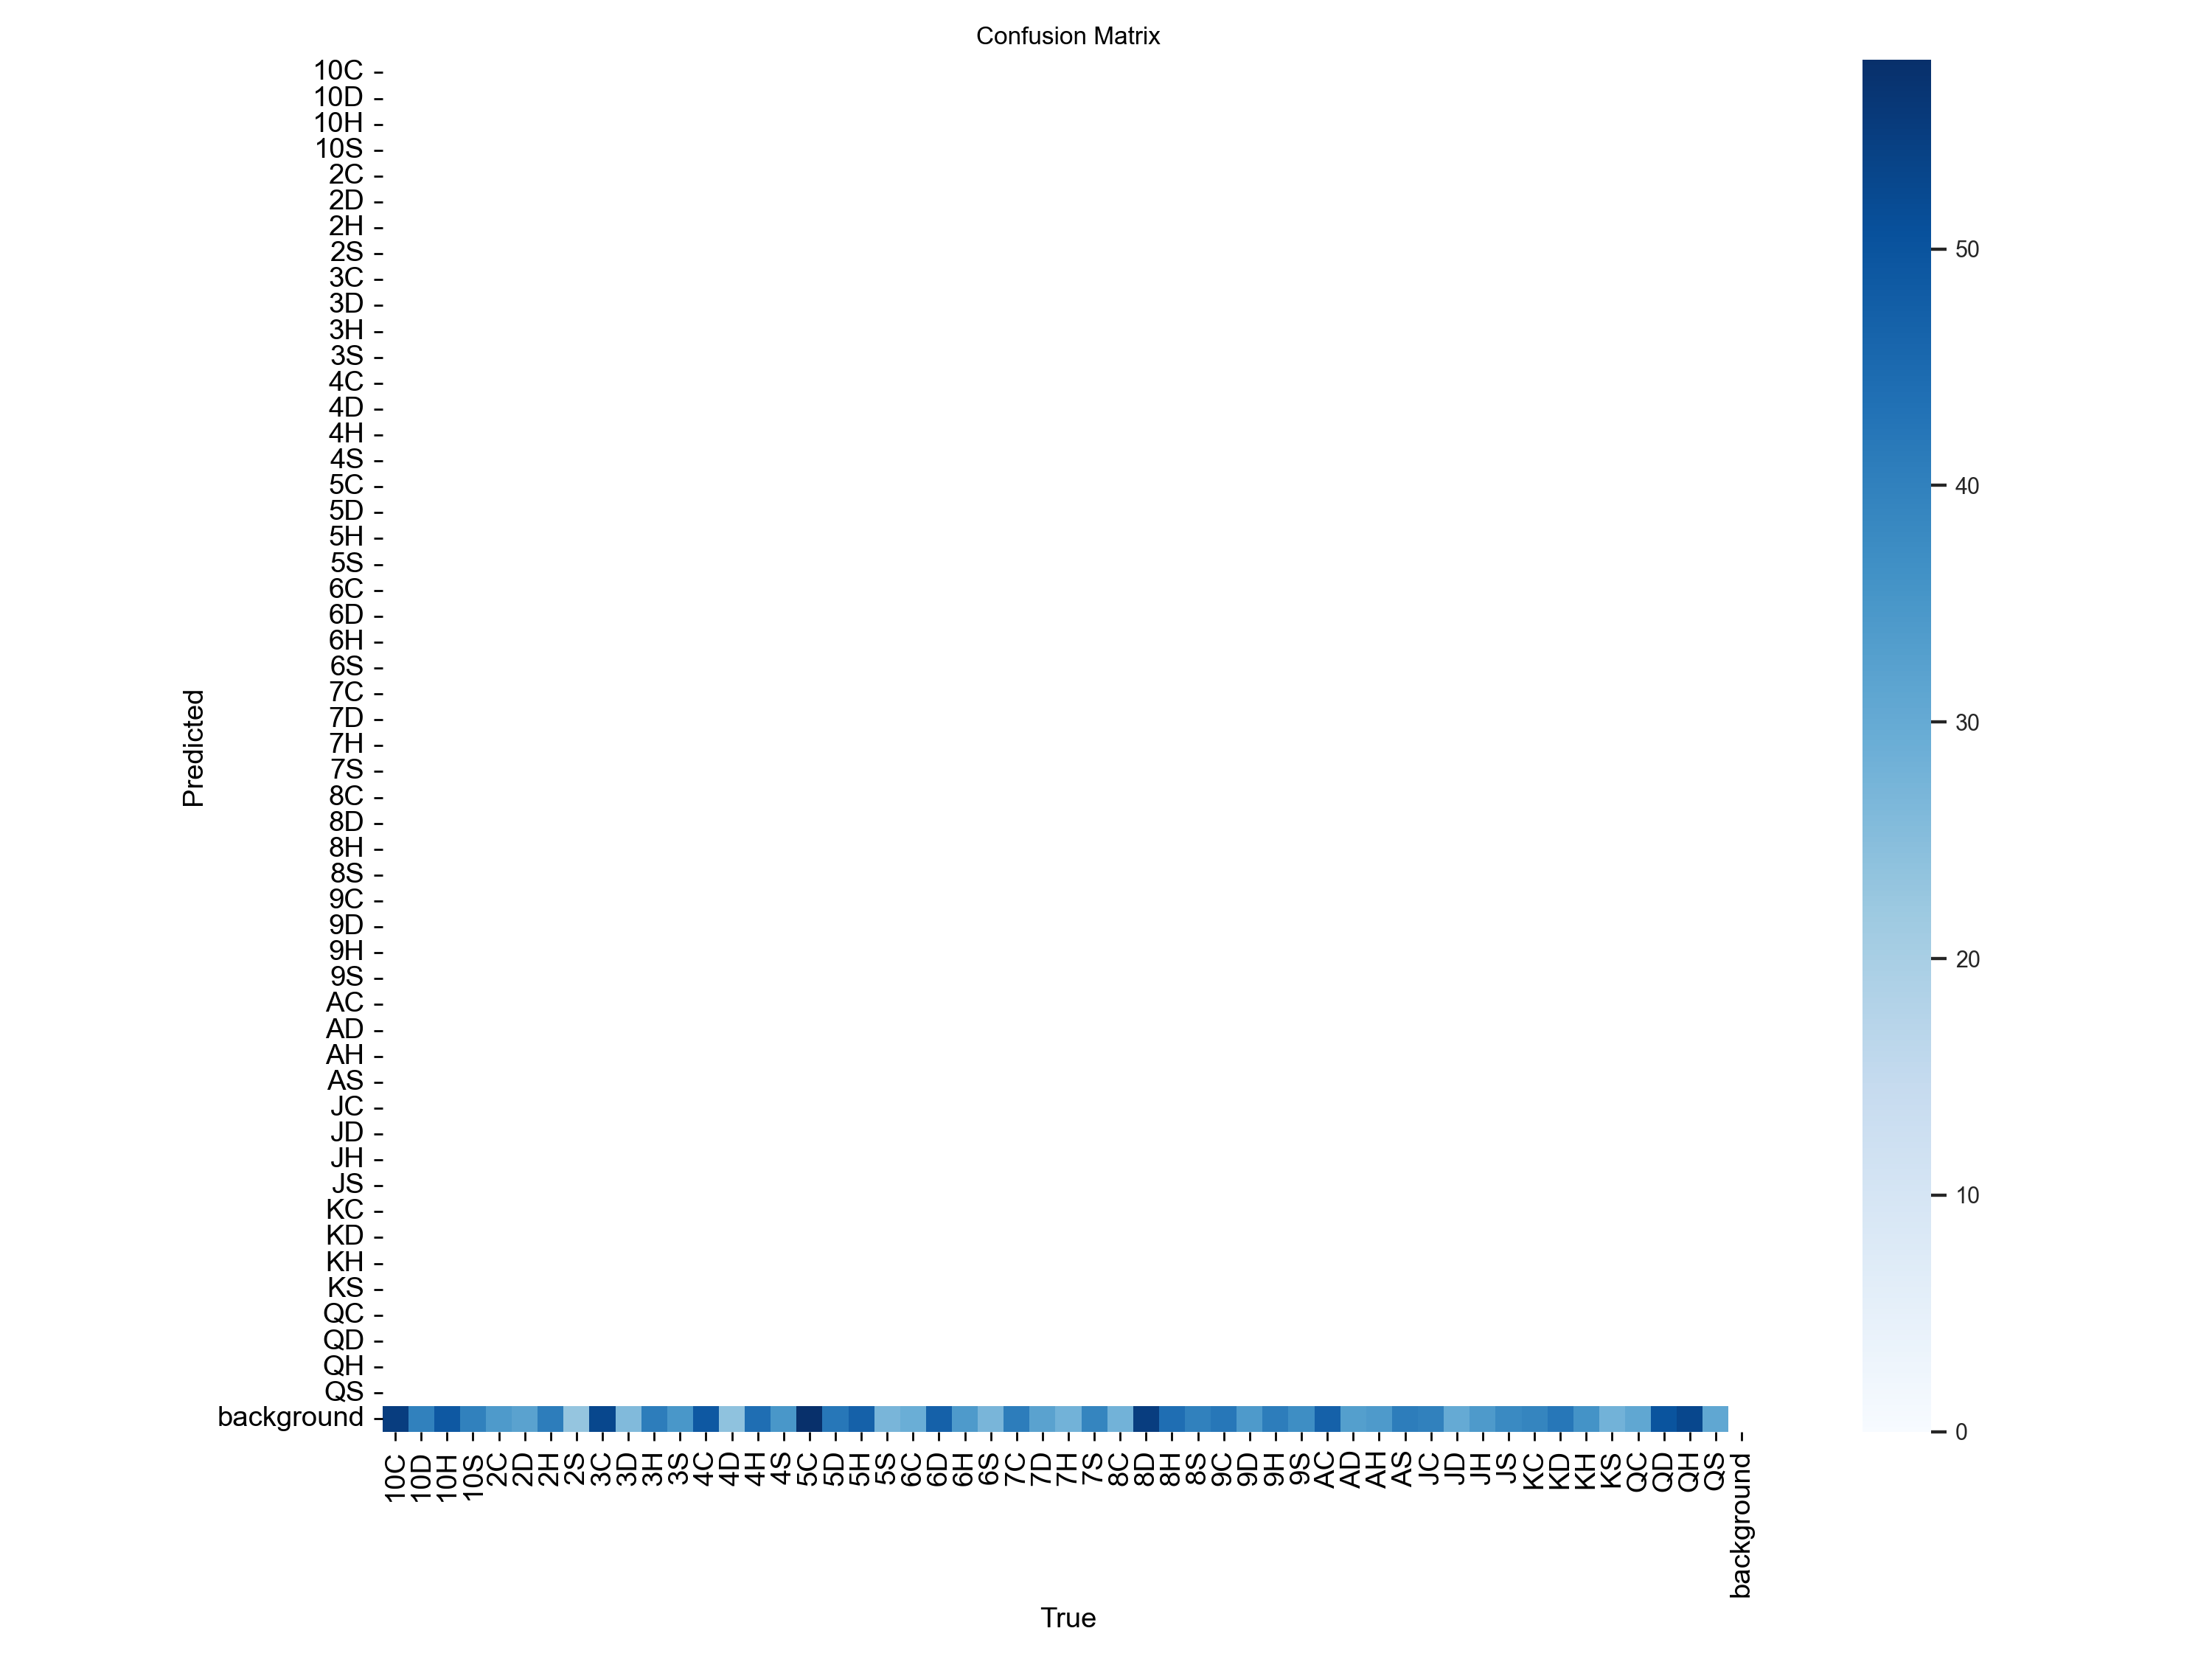 Confusion Matrix
10C
10D
10H
10S
2C
2D
2H
2S
3C
3D
3H
3S
4C
4D
4H
4S
5C
5D
5H
5S
6C
6D
6H
6S
7C
7D
7H
7S
8C
8D
8H
8S
9C
9D
9H
9S
AC
AD
AH
AS
JC
JD
JH
JS
KC
KD
KH
KS
QC
QD
QH
QS
background
Predicted
10C 10D 10H 10S 2C 2D 2H 2S 3C 3D 3H 3S 4C 4D 4H 4S 5C 5D 5H 5S 6C 6D 6H 6S 7C 7D 7H 7S 8C 8D 8H 8S 9C 9D 9H 9S AC AD AH AS JC JD JH JS KC KD KH KS QC QD QH QS background
True
50
40
30
20
10
0